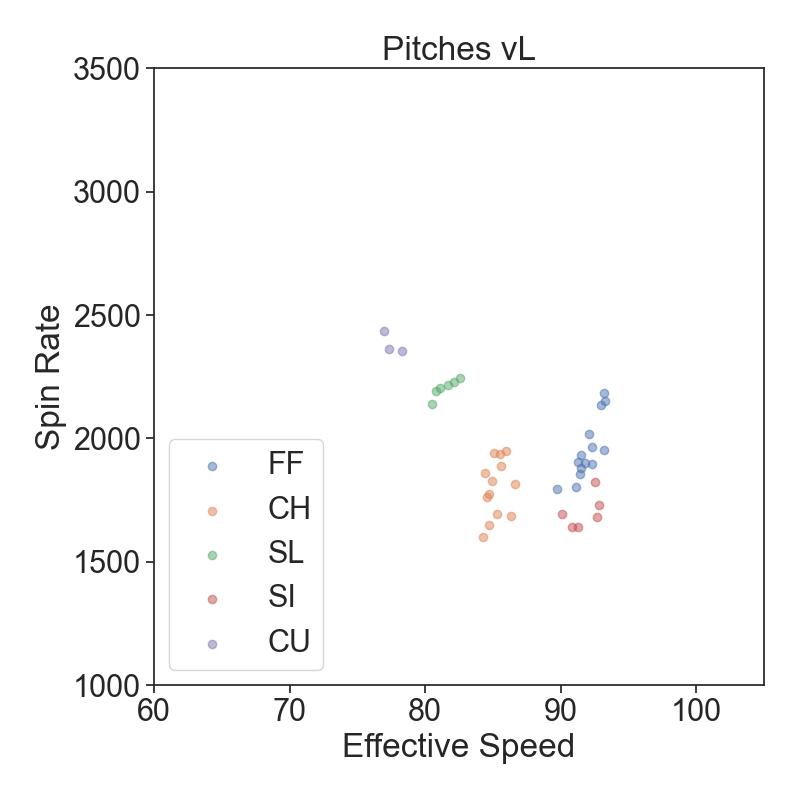 Pitches vL
3500
3000
2500
2000
1500
1000
Spin Rate
FF
CH
SL
SI
CU
60 70 80 90 100
Effective Speed